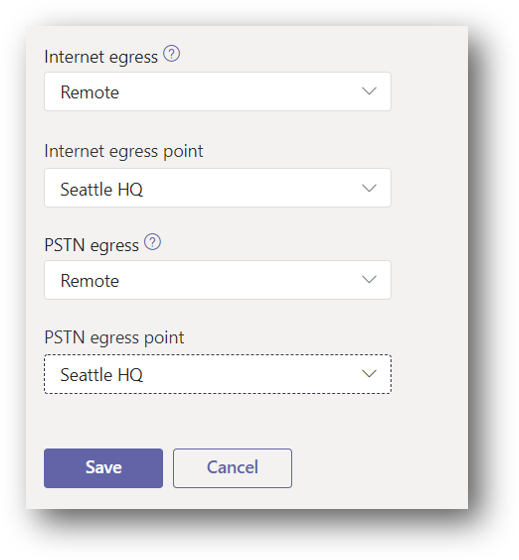 Internet egress ?
Remote
Internet egress point
Seattle HQ
PSTN egress ?
Remote
PSTN egress point
Seattle HQ
Save Cancel